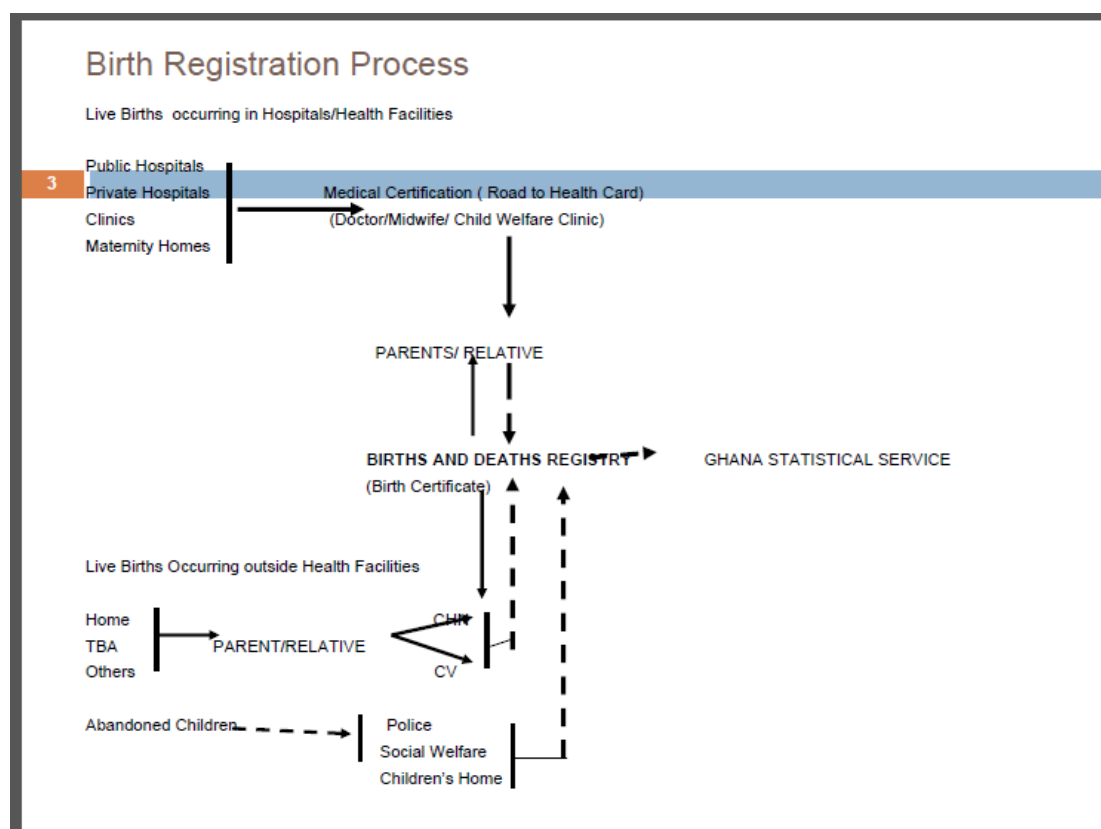 Birth Registration Process
Live Births occurring in Hospitals/Health Facilities
Public Hospitals
3
Private Hospitals
Medical Certification ( Road to Health Card)
Clinics
(Doctor/Midwife/ Child Welfare Clinic)
Maternity Homes
PARENTS/ RELATIVE
BIRTHS AND DEATHS REGISTRY
GHANA STATISTICAL SERVICE
(Birth Certificate)
Live Births Occurring outside Health Facilities
Home
CHN
TBA
PARENT/RELATIVE
Others
CV
Abandoned Children
Police
Social Welfare
Children's Home